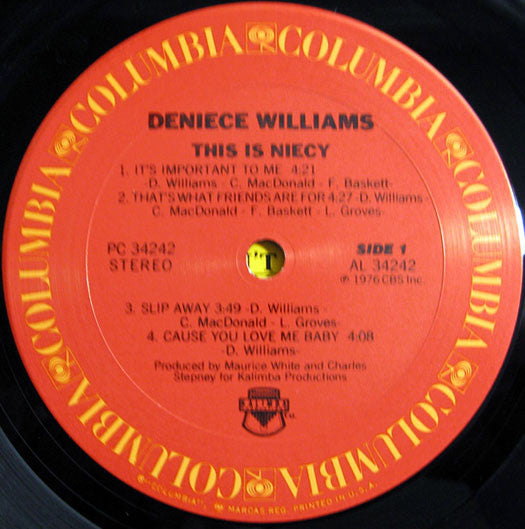 COLUMBIA COLUMBIA COLUMBIA COLUMBIA COLUMBIA COLUMBIA COLUMBIA COLUMBIA
DENIECE WILLIAMS
THIS IS NIECY
1. IT'S IMPORTANT TO ME 4:21
-D. Williams - C. MacDonald - F. Baskett-
2. THAT'S WHAT FRIENDS ARE FOR 4:27 -D. Williams-
C. MacDonald - F. Baskett - L. Groves-
PC 34242
STEREO
SIDE 1
AL 34242
℗ 1976 CBS Inc.
3. SLIP AWAY 3:49 -D. Williams -
C. MacDonald - L. Groves-
4. CAUSE YOU LOVE ME BABY 4:08
-D. Williams-
Produced by Maurice White and Charles
Stepney for Kalimba Productions
"COLUMBIA", MARCAS REG. PRINTED IN U.S.A.